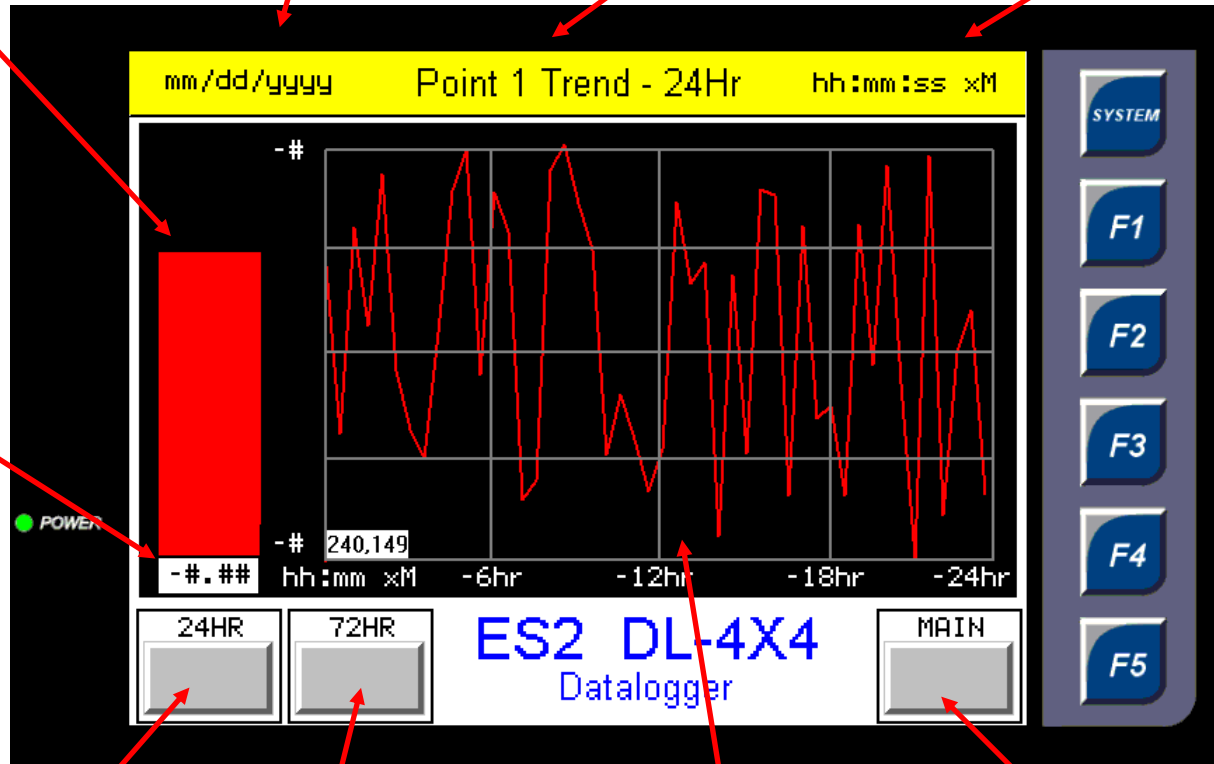 mm/dd/yyyy Point 1 Trend - 24Hr hh:mm:ss xM
SYSTEM
-#
F1
F2
F3
POWER
-# 240,149
-#.## hh:mm xM -6hr -12hr -18hr -24hr
F4
24HR 72HR ES2 DL-4X4 MAIN
Datalogger
F5